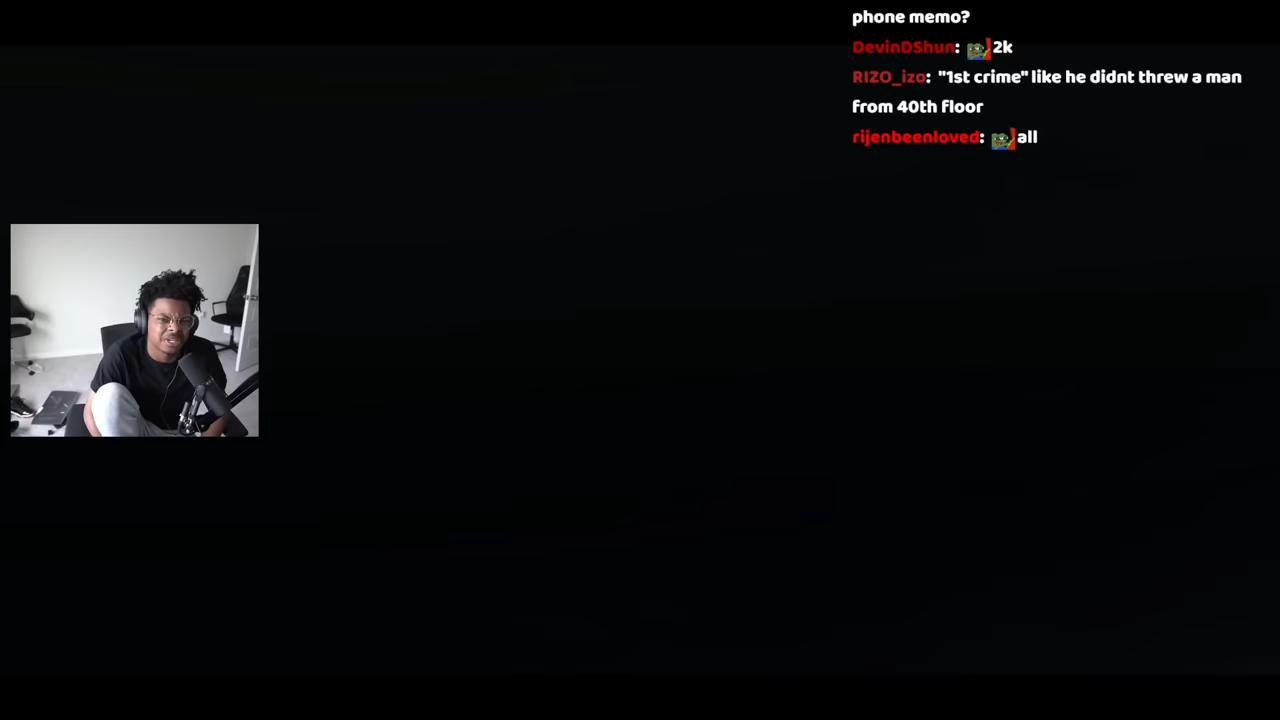 phone memo?
DevinDShun: 2k
RIZO_izo: "1st crime" like he didnt threw a man
from 40th floor
rijenbeenloved: all